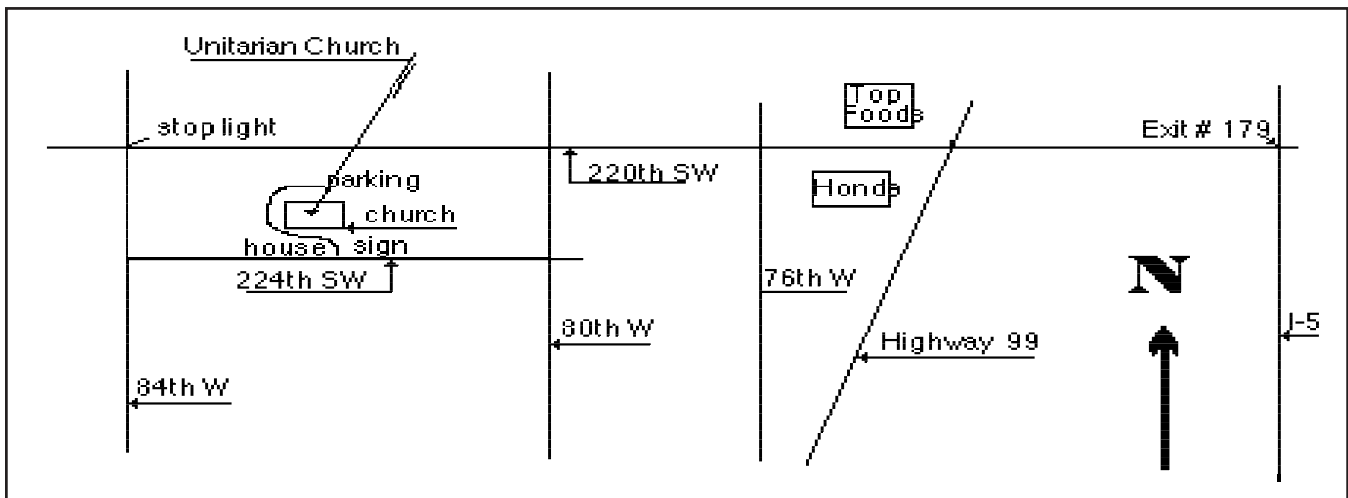 Unitarian Church
Top
Foods
stop light
Exit # 179
220th SW
parking
Honda
church
house
sign
224th SW
76th W
N
80th W
I-5
Highway 99
84th W